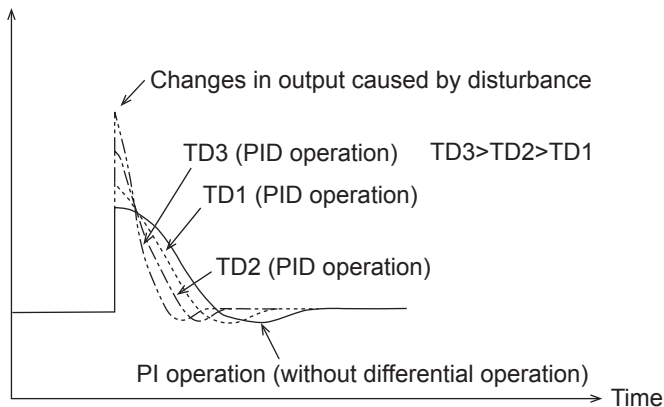 Changes in output caused by disturbance
TD3 (PID operation)
TD3>TD2>TD1
TD1 (PID operation)
TD2 (PID operation)
PI operation (without differential operation)
Time